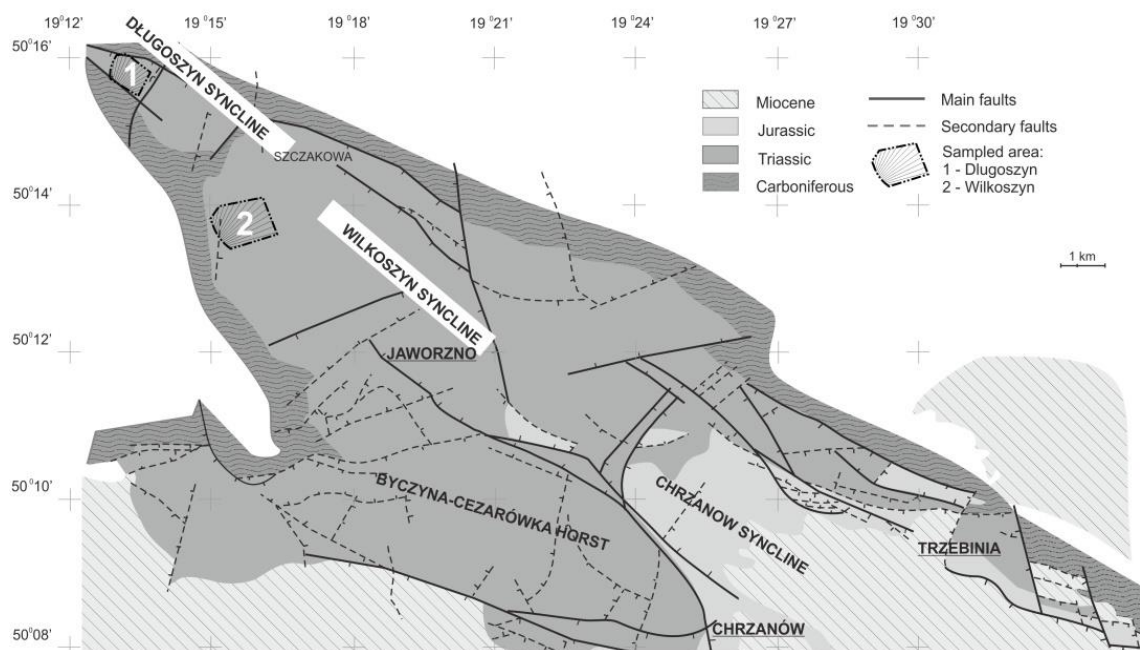 19 °12'
19 °15'
19 °18'
19 °21'
19 °24'
19 °27'
19 °30'
50°16'
50°14'
50°12'
50°10'
50°08'
DŁUGOSZYN SYNCLINE
1
SZCZAKOWA
2
WILKOSZYN SYNCLINE
JAWORZNO
BYCZYNA-CEZARÓWKA HORST
CHRZANOW SYNCLINE
TRZEBINIA
CHRZANÓW
Miocene
Jurassic
Triassic
Carboniferous
Main faults
Secondary faults
Sampled area:
1 - Dlugoszyn
2 - Wilkoszyn
1 km